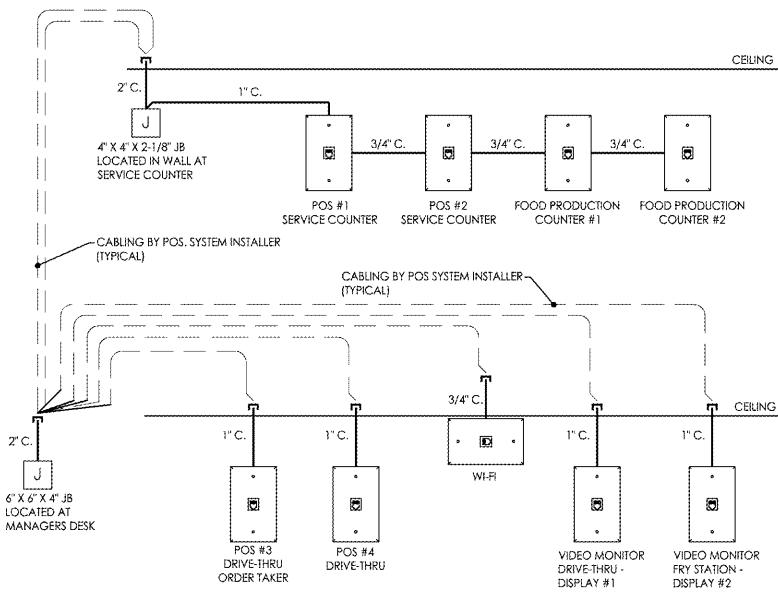 CEILING
2" C.
1" C.
J
4" X 4" X 2-1/8" JB
LOCATED IN WALL AT
SERVICE COUNTER
3/4" C.
3/4" C.
3/4" C.
POS #1
SERVICE COUNTER
POS #2
SERVICE COUNTER
FOOD PRODUCTION
COUNTER #1
FOOD PRODUCTION
COUNTER #2
CABLING BY POS. SYSTEM INSTALLER
(TYPICAL)
CABLING BY POS SYSTEM INSTALLER
(TYPICAL)
CEILING
2" C.
1" C.
1" C.
3/4" C.
1" C.
1" C.
J
6" X 6" X 4" JB
LOCATED AT
MANAGERS DESK
WI-FI
POS #3
DRIVE-THRU
ORDER TAKER
POS #4
DRIVE-THRU
VIDEO MONITOR
DRIVE-THRU -
DISPLAY #1
VIDEO MONITOR
FRY STATION -
DISPLAY #2